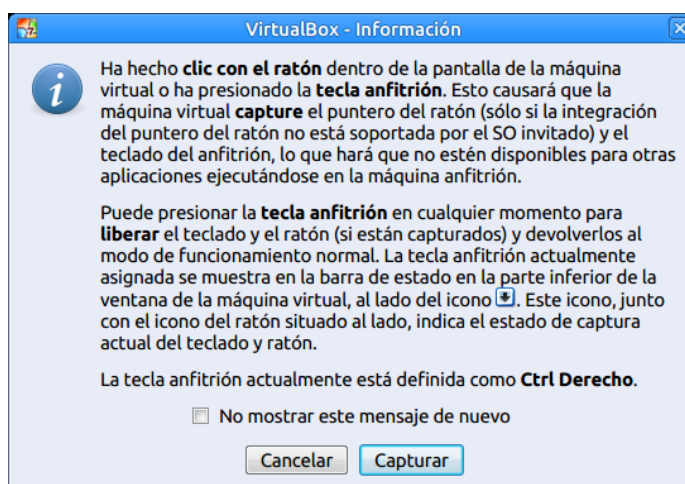 VirtualBox - Información
Ha hecho clic con el ratón dentro de la pantalla de la máquina
virtual o ha presionado la tecla anfitrión. Esto causará que la
máquina virtual capture el puntero del ratón (sólo si la integración
del puntero del ratón no está soportada por el SO invitado) y el
teclado del anfitrión, lo que hará que no estén disponibles para otras
aplicaciones ejecutándose en la máquina anfitrión.
Puede presionar la tecla anfitrión en cualquier momento para
liberar el teclado y el ratón (si están capturados) y devolverlos al
modo de funcionamiento normal. La tecla anfitrión actualmente
asignada se muestra en la barra de estado en la parte inferior de la
ventana de la máquina virtual, al lado del icono . Este icono, junto
con el icono del ratón situado al lado, indica el estado de captura
actual del teclado y ratón.
La tecla anfitrión actualmente está definida como Ctrl Derecho.
No mostrar este mensaje de nuevo
Cancelar Capturar